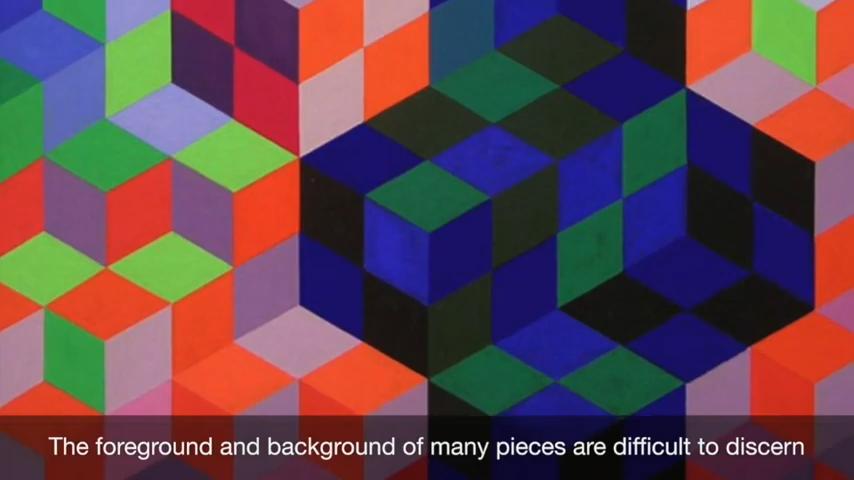 The foreground and background of many pieces are difficult to discern